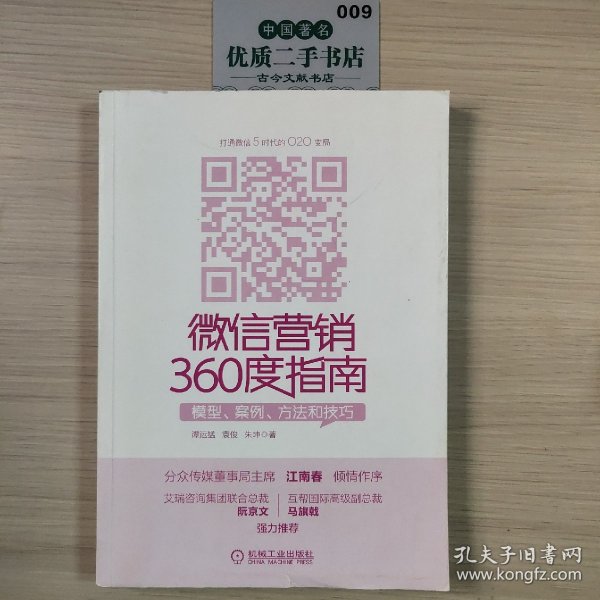 009
中国著名
优质二手书店
古今文献书店
打通微信5时代的O2O变局
微信营销
360度指南
模型、案例、方法和技巧
谭运猛 袁俊 朱坤◎著
分众传媒董事局主席 江南春 倾情作序
艾瑞咨询集团联合总裁 互帮国际高级副总裁
阮京文 马旗戟
强力推荐
机械工业出版社
CHINA MACHINE PRESS
孔夫子旧书网
www.kongfz.com